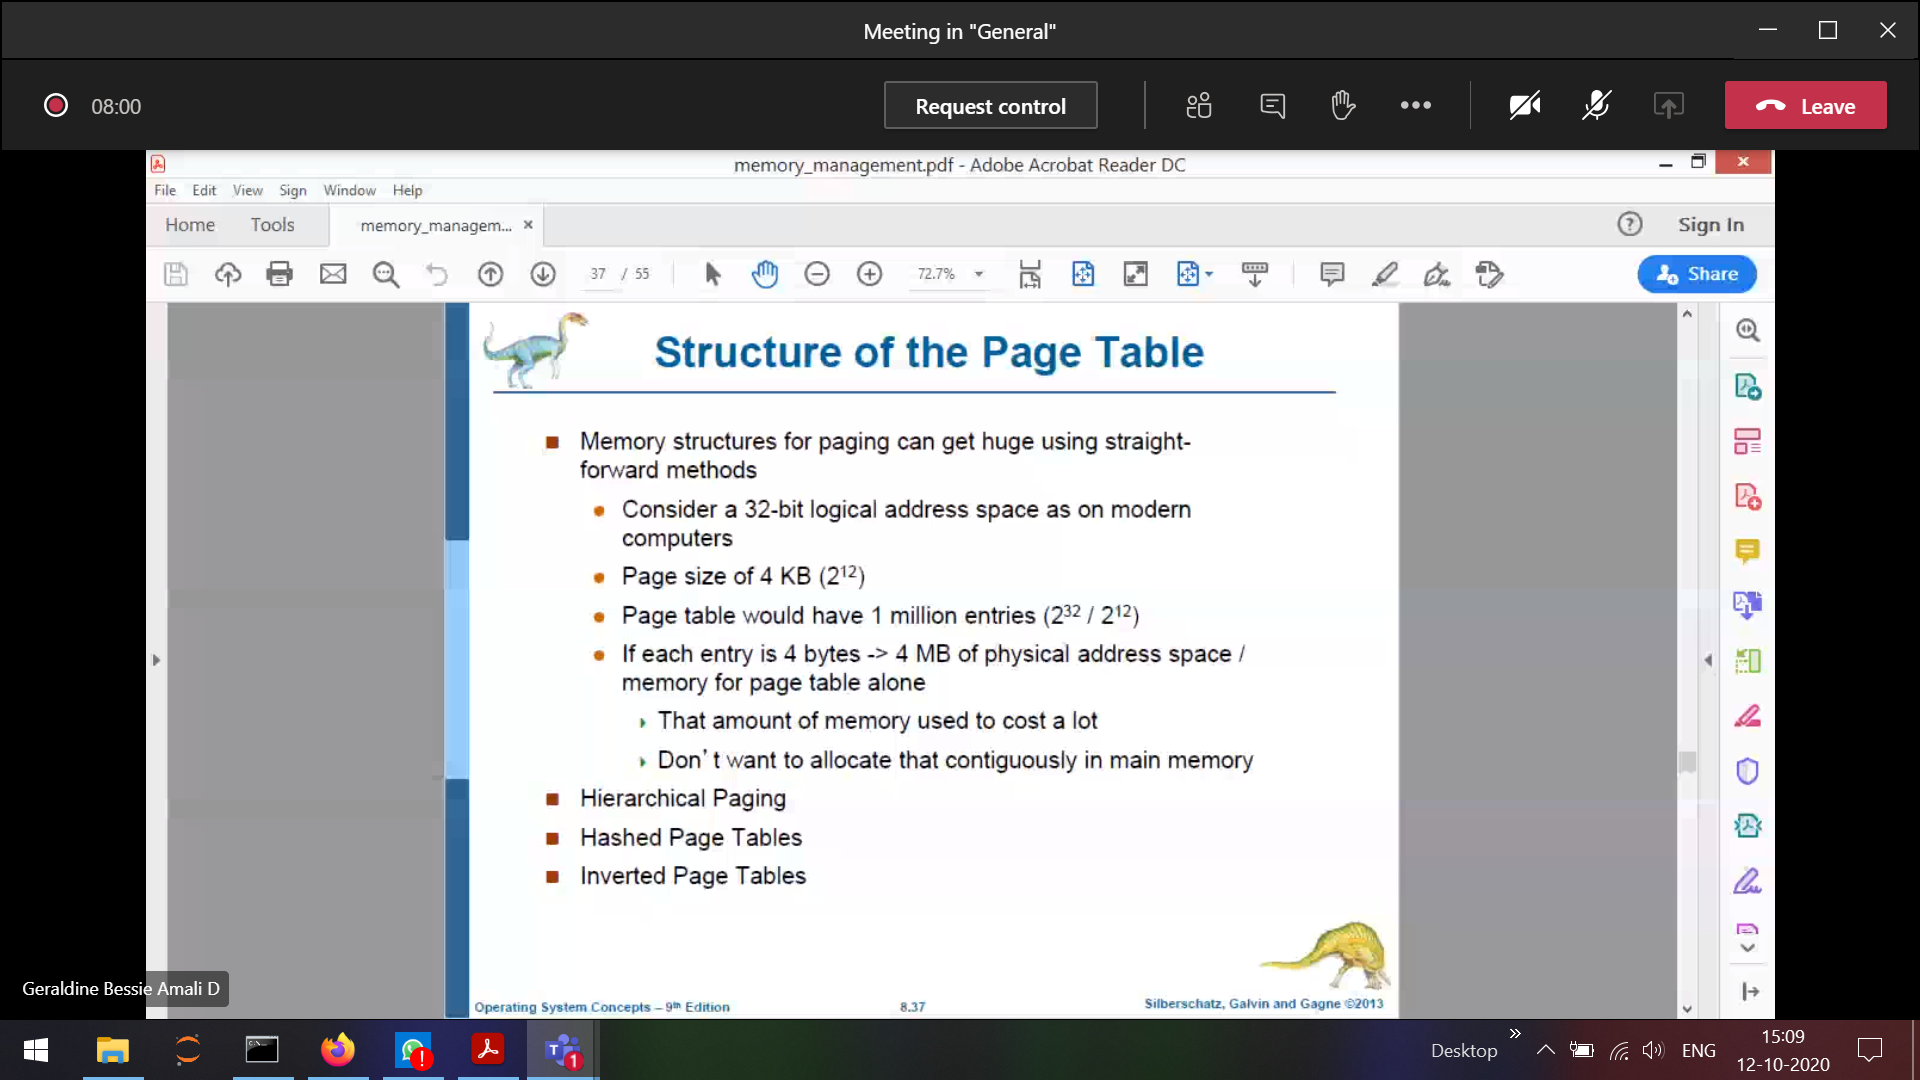 Meeting in "General"
08:00
Request control
Leave
memory_management.pdf - Adobe Acrobat Reader DC
File Edit View Sign Window Help
Home Tools memory_managem... ×
Sign In
37 / 55
72.7%
Share
Structure of the Page Table
Memory structures for paging can get huge using straight-
forward methods
Consider a 32-bit logical address space as on modern
computers
Page size of 4 KB (2¹²)
Page table would have 1 million entries (2³² / 2¹²)
If each entry is 4 bytes -> 4 MB of physical address space /
memory for page table alone
That amount of memory used to cost a lot
Don't want to allocate that contiguously in main memory
Hierarchical Paging
Hashed Page Tables
Inverted Page Tables
Geraldine Bessie Amali D
Operating System Concepts – 9th Edition
8.37
Silberschatz, Galvin and Gagne ©2013
Desktop
ENG
15:09
12-10-2020
1